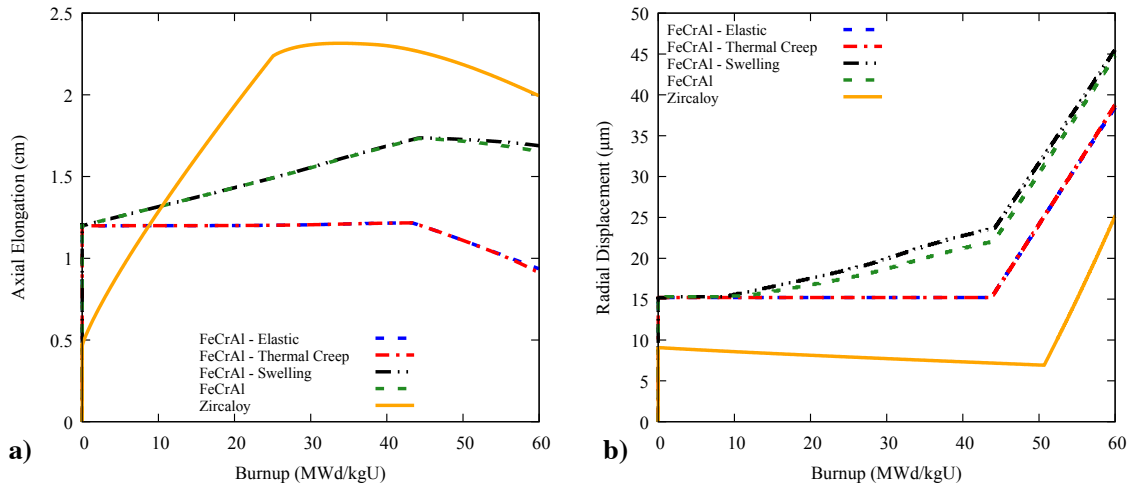 2.5
2
1.5
1
0.5
0
Axial Elongation (cm)
FeCrAl - Elastic
FeCrAl - Thermal Creep
FeCrAl - Swelling
FeCrAl
Zircaloy
0 10 20 30 40 50 60
Burnup (MWd/kgU)
a)
50
45
40
35
30
25
20
15
10
5
0
Radial Displacement (µm)
FeCrAl - Elastic
FeCrAl - Thermal Creep
FeCrAl - Swelling
FeCrAl
Zircaloy
0 10 20 30 40 50 60
Burnup (MWd/kgU)
b)